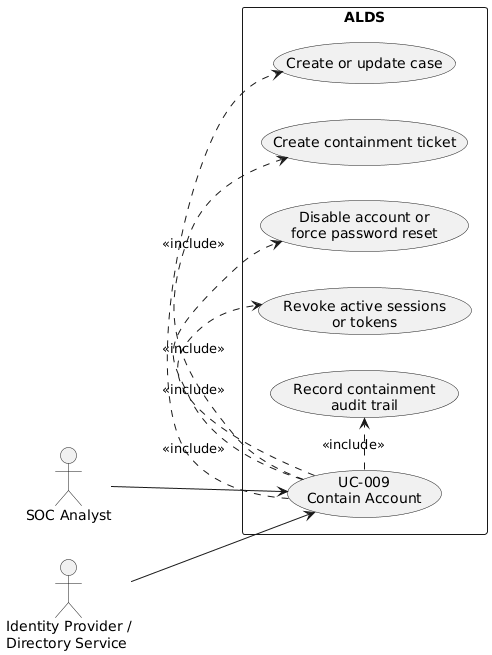 ALDS
Create or update case
Create containment ticket
Disable account or
force password reset
«include»
Revoke active sessions
or tokens
«include»
Record containment
audit trail
«include»
«include»
«include»
UC-009
Contain Account
SOC Analyst
Identity Provider /
Directory Service